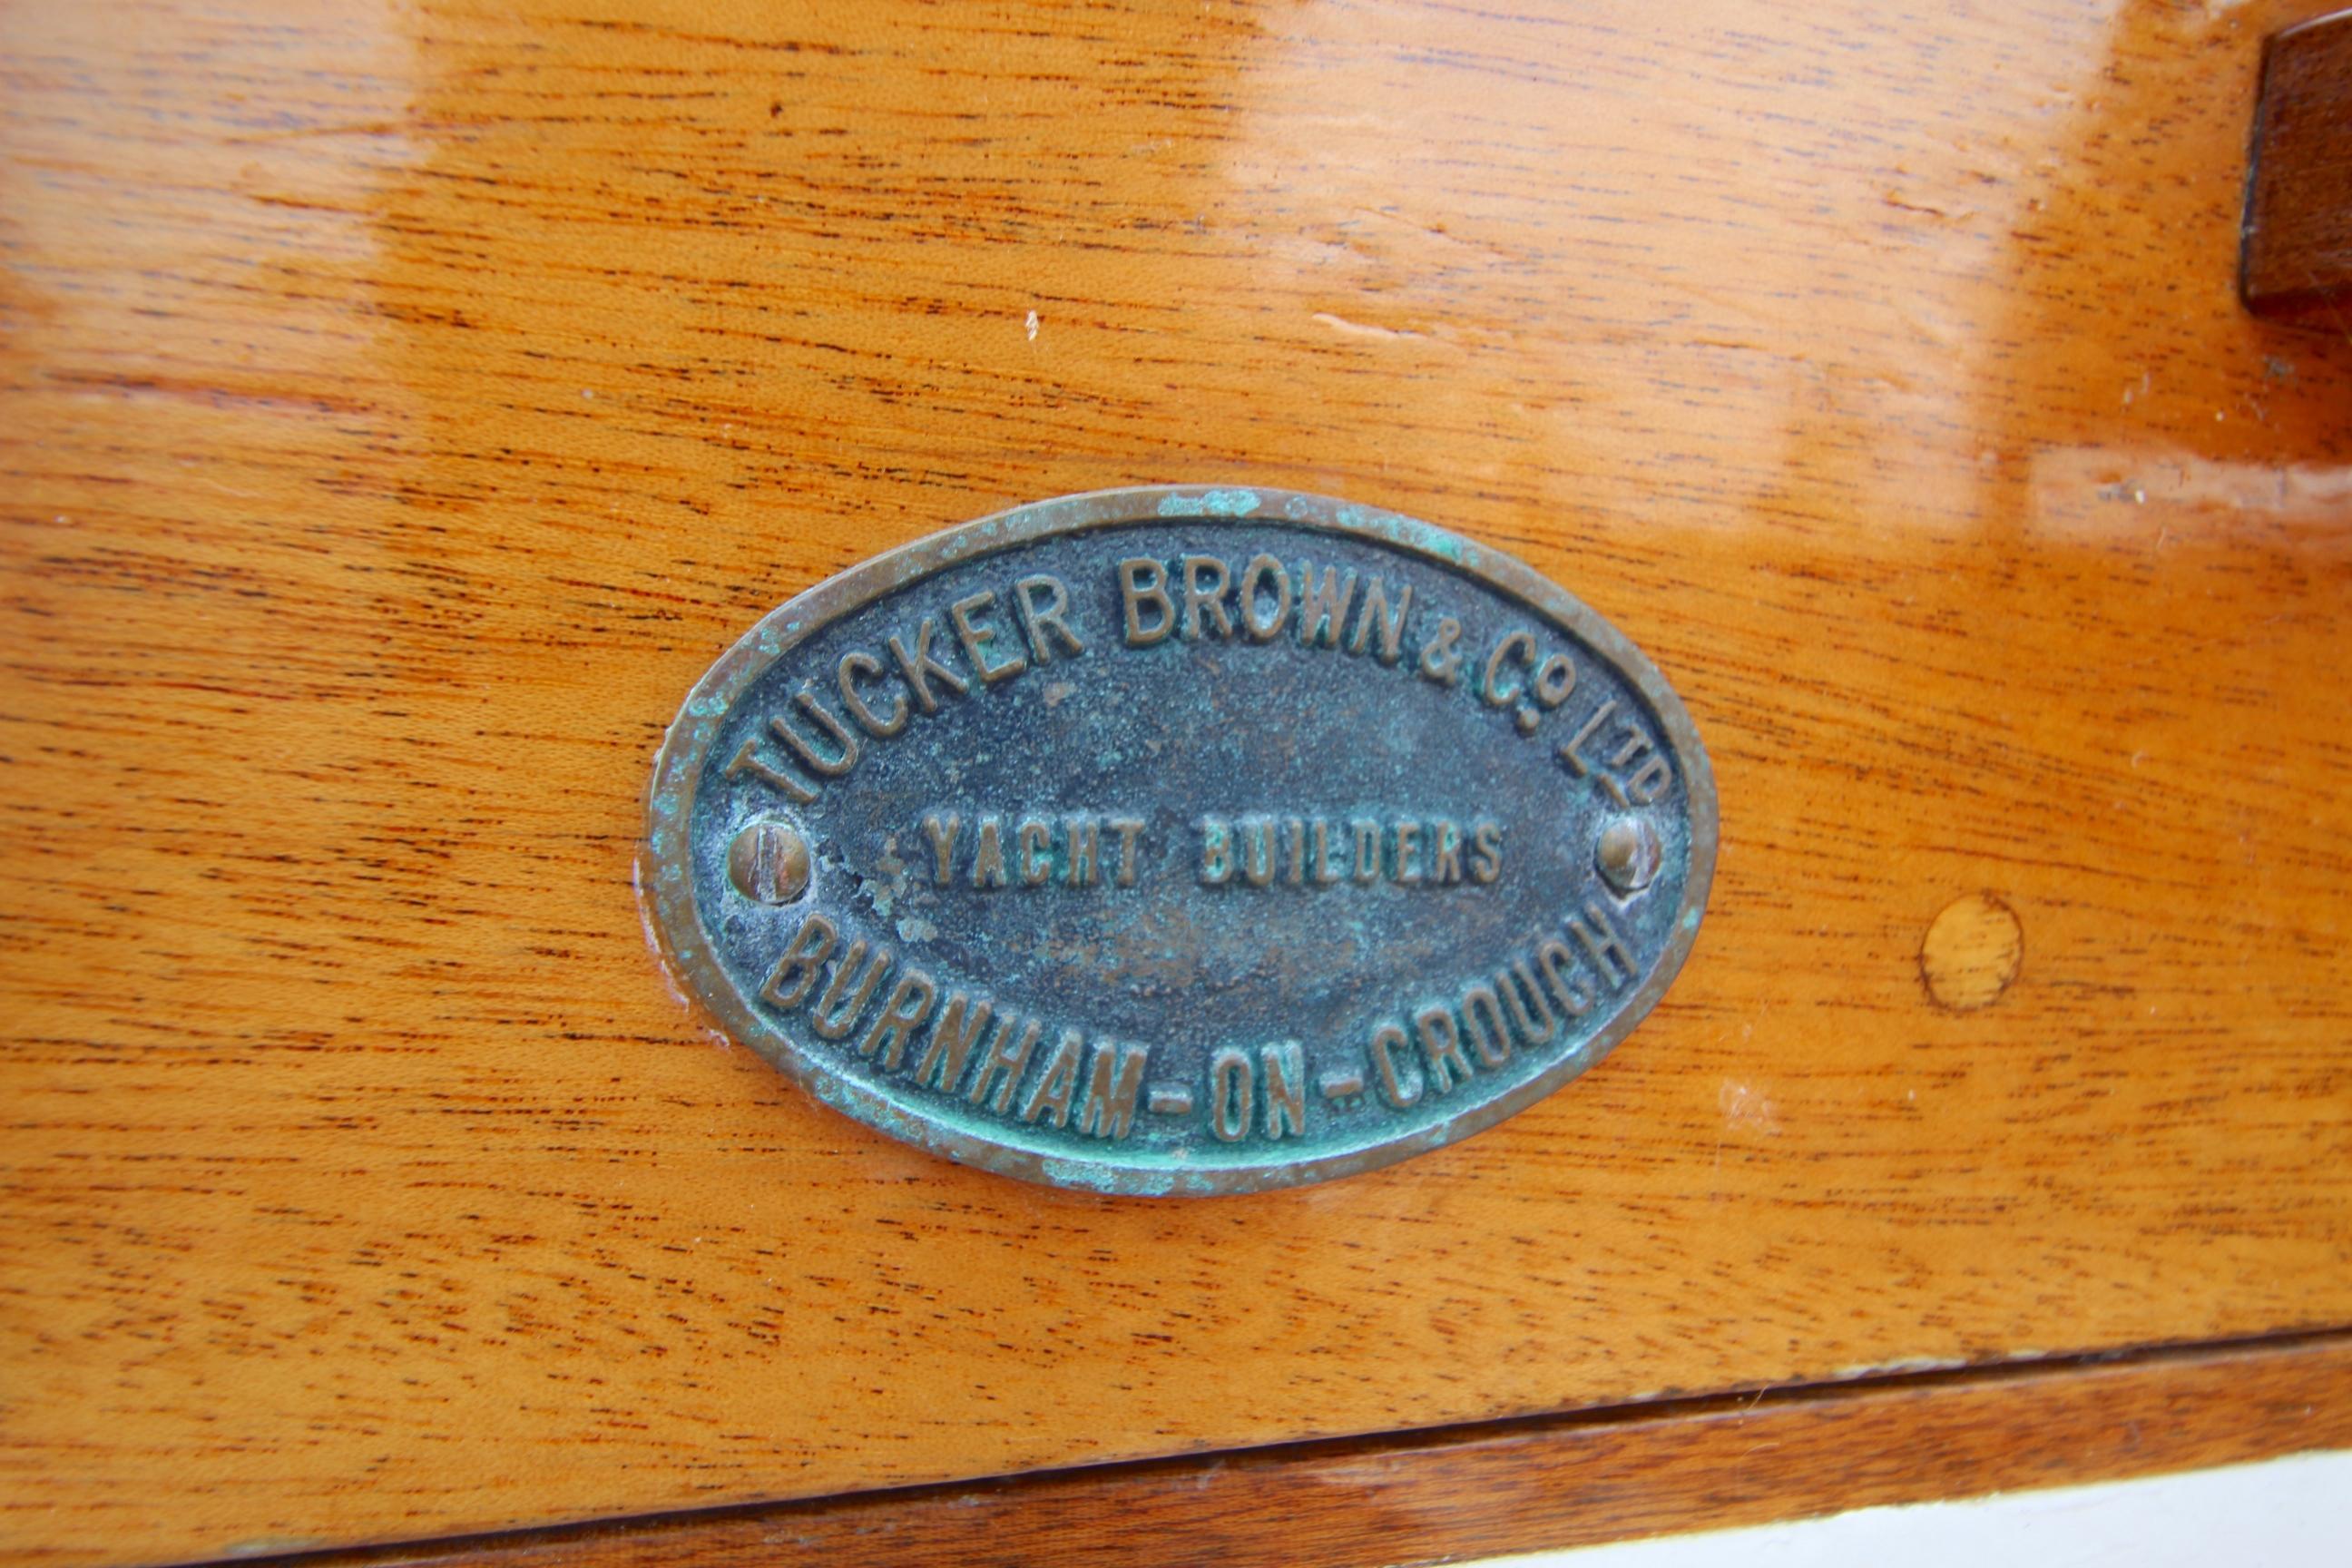 TUCKER BROWN & Co. LTD
YACHT BUILDERS
BURNHAM-ON-CROUCH